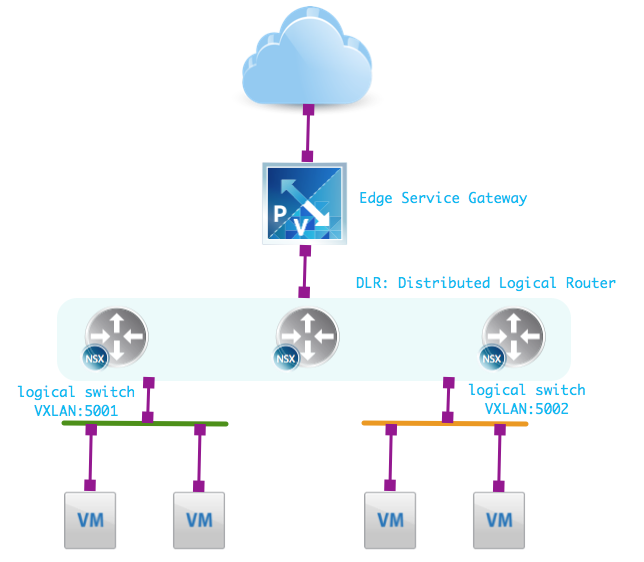 P
V
Edge Service Gateway
DLR: Distributed Logical Router
NSX
NSX
NSX
logical switch
VXLAN:5001
logical switch
VXLAN:5002
VM
VM
VM
VM